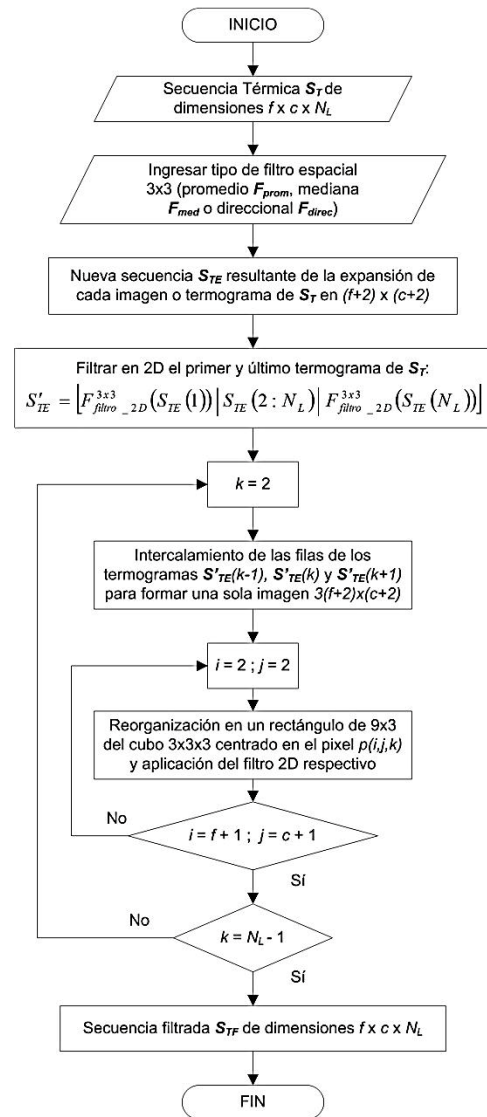 INICIO
Secuencia Térmica S_T de
dimensiones f x c x N_L
Ingresar tipo de filtro espacial
3x3 (promedio F_prom, mediana
F_med o direccional F_direc)
Nueva secuencia S_TE resultante de la expansión de
cada imagen o termograma de S_T en (f+2) x (c+2)
Filtrar en 2D el primer y último termograma de S_T:
S'_TE = [F^3x3_filtro_2D(S_TE(1)) | S_TE(2 : N_L) | F^3x3_filtro_2D(S_TE(N_L))]
k = 2
Intercalamiento de las filas de los
termogramas S'_TE(k-1), S'_TE(k) y S'_TE(k+1)
para formar una sola imagen 3(f+2)x(c+2)
i = 2 ; j = 2
Reorganización en un rectángulo de 9x3
del cubo 3x3x3 centrado en el pixel p(i,j,k)
y aplicación del filtro 2D respectivo
No
i = f + 1 ; j = c + 1
Sí
No
k = N_L - 1
Sí
Secuencia filtrada S_TF de dimensiones f x c x N_L
FIN